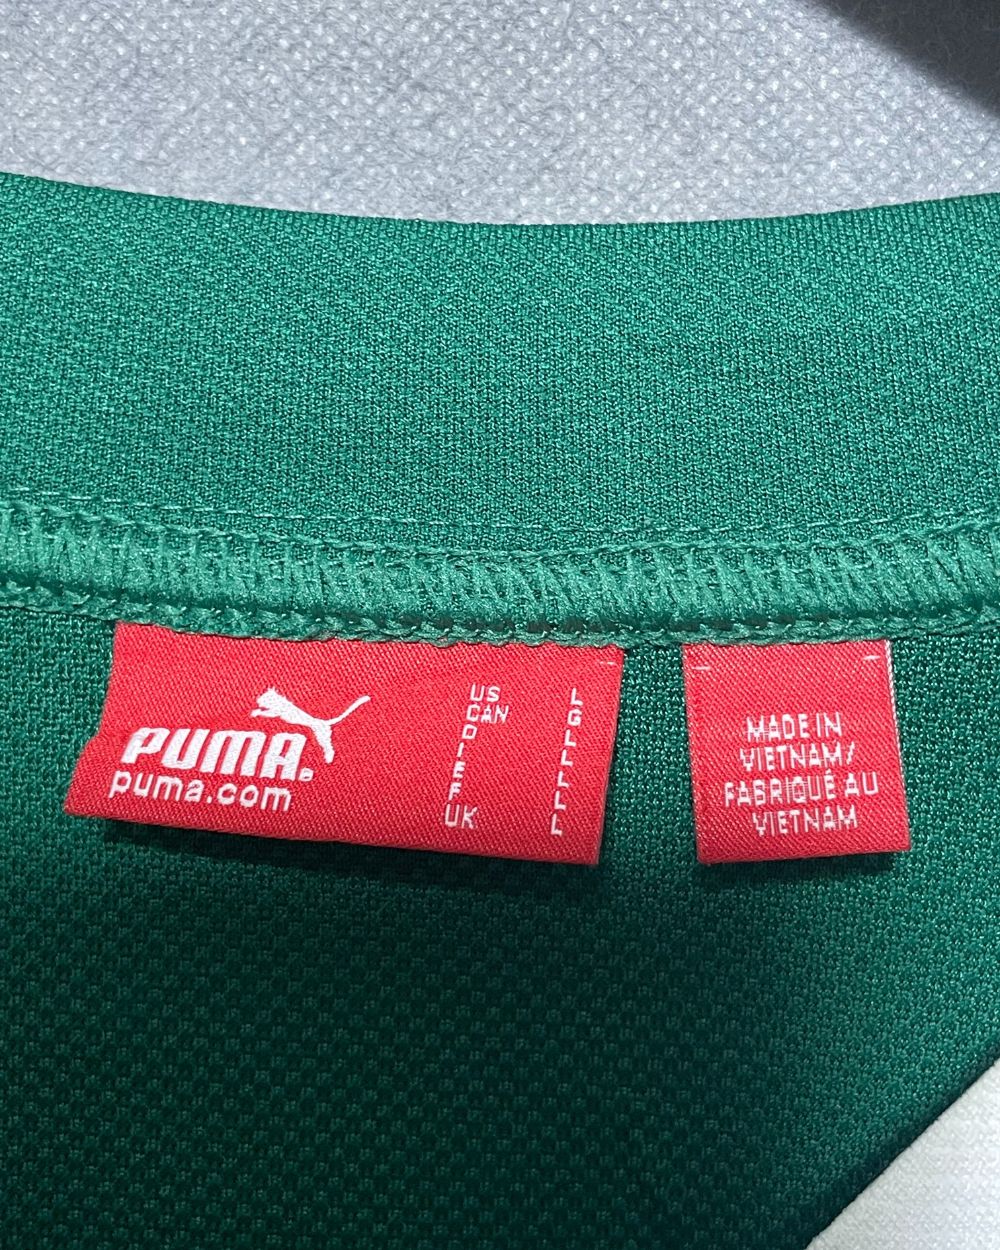 PUMA
puma.com
US L
CAN G
D L
I L
E L
F L
UK L
MADE IN
VIETNAM/
FABRIQUÉ AU
VIETNAM